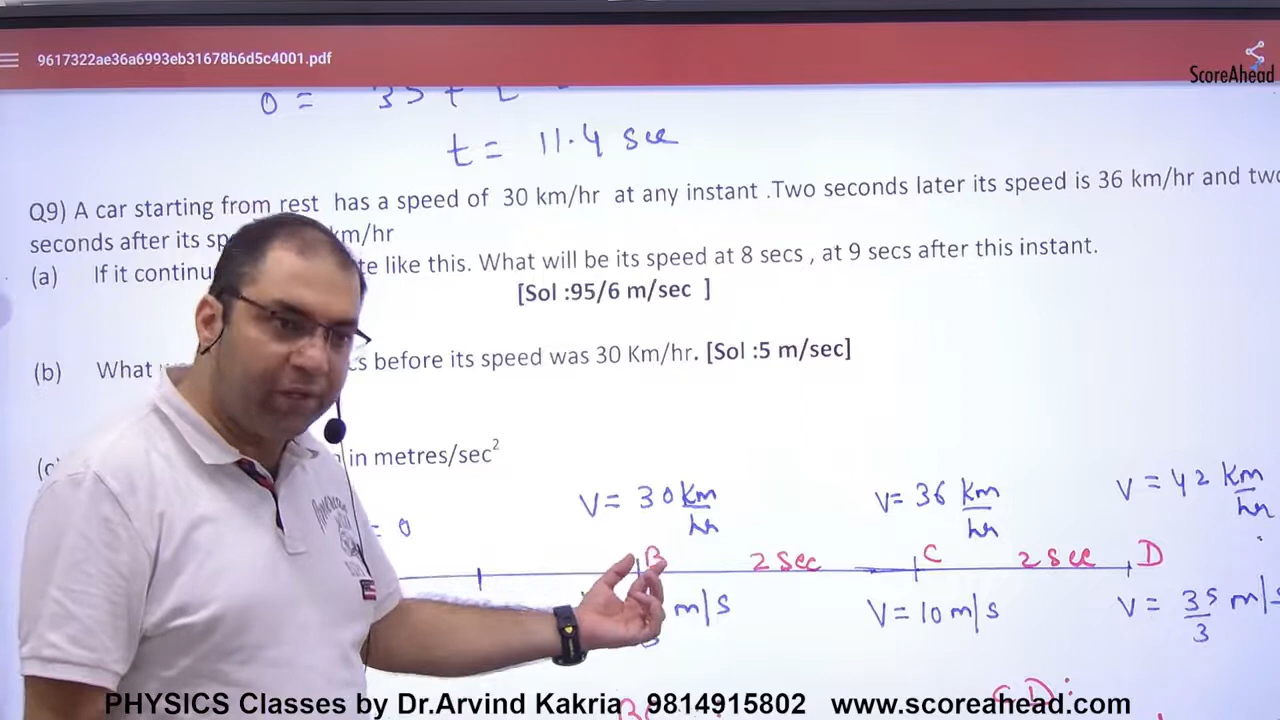 9617322ae36a6993eb31678b6d5c4001.pdf
ScoreAhead
0 =
t = 11.4 sec
Q9) A car starting from rest has a speed of 30 km/hr at any instant .Two seconds later its speed is 36 km/hr and two
seconds after its km/hr
(a) If it like this. What will be its speed at 8 secs , at 9 secs after this instant.
[Sol :95/6 m/sec ]
(b) What before its speed was 30 Km/hr. [Sol :5 m/sec]
in metres/sec²
V = 30 km/hr V = 36 km/hr V = 42 km/hr
= 0
B 2 sec C 2 sec D
m/s V = 10 m/s V = 35/3 m/s
CD:
PHYSICS Classes by Dr.Arvind Kakria 9814915802 www.scoreahead.com